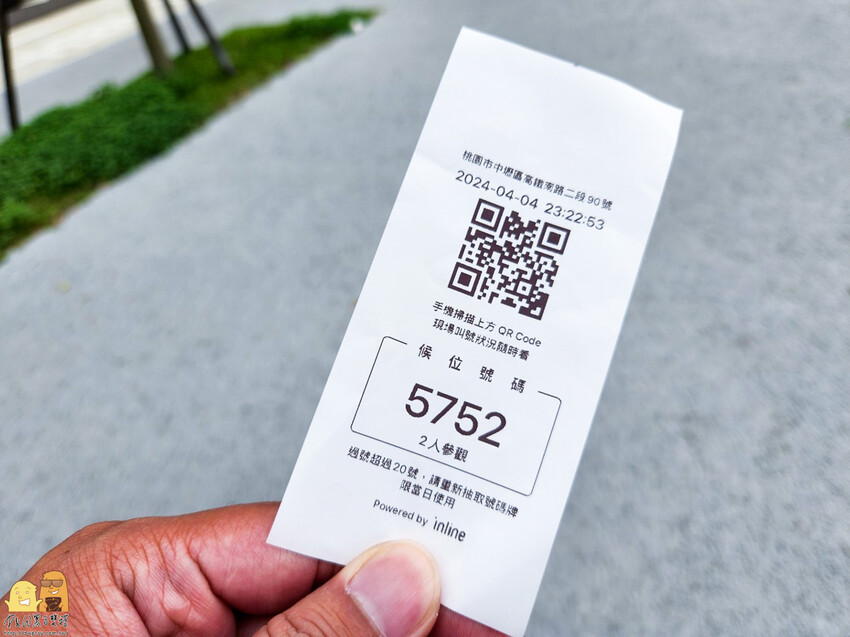 桃園市中壢區高鐵南路二段90號
2024-04-04 23:22:53
手機掃描上方 QR Code
現場叫號狀況隨時看
候位號碼
5752
2人參觀
過號超過20號，請重新抽取號碼牌
限當日使用
Powered by inline